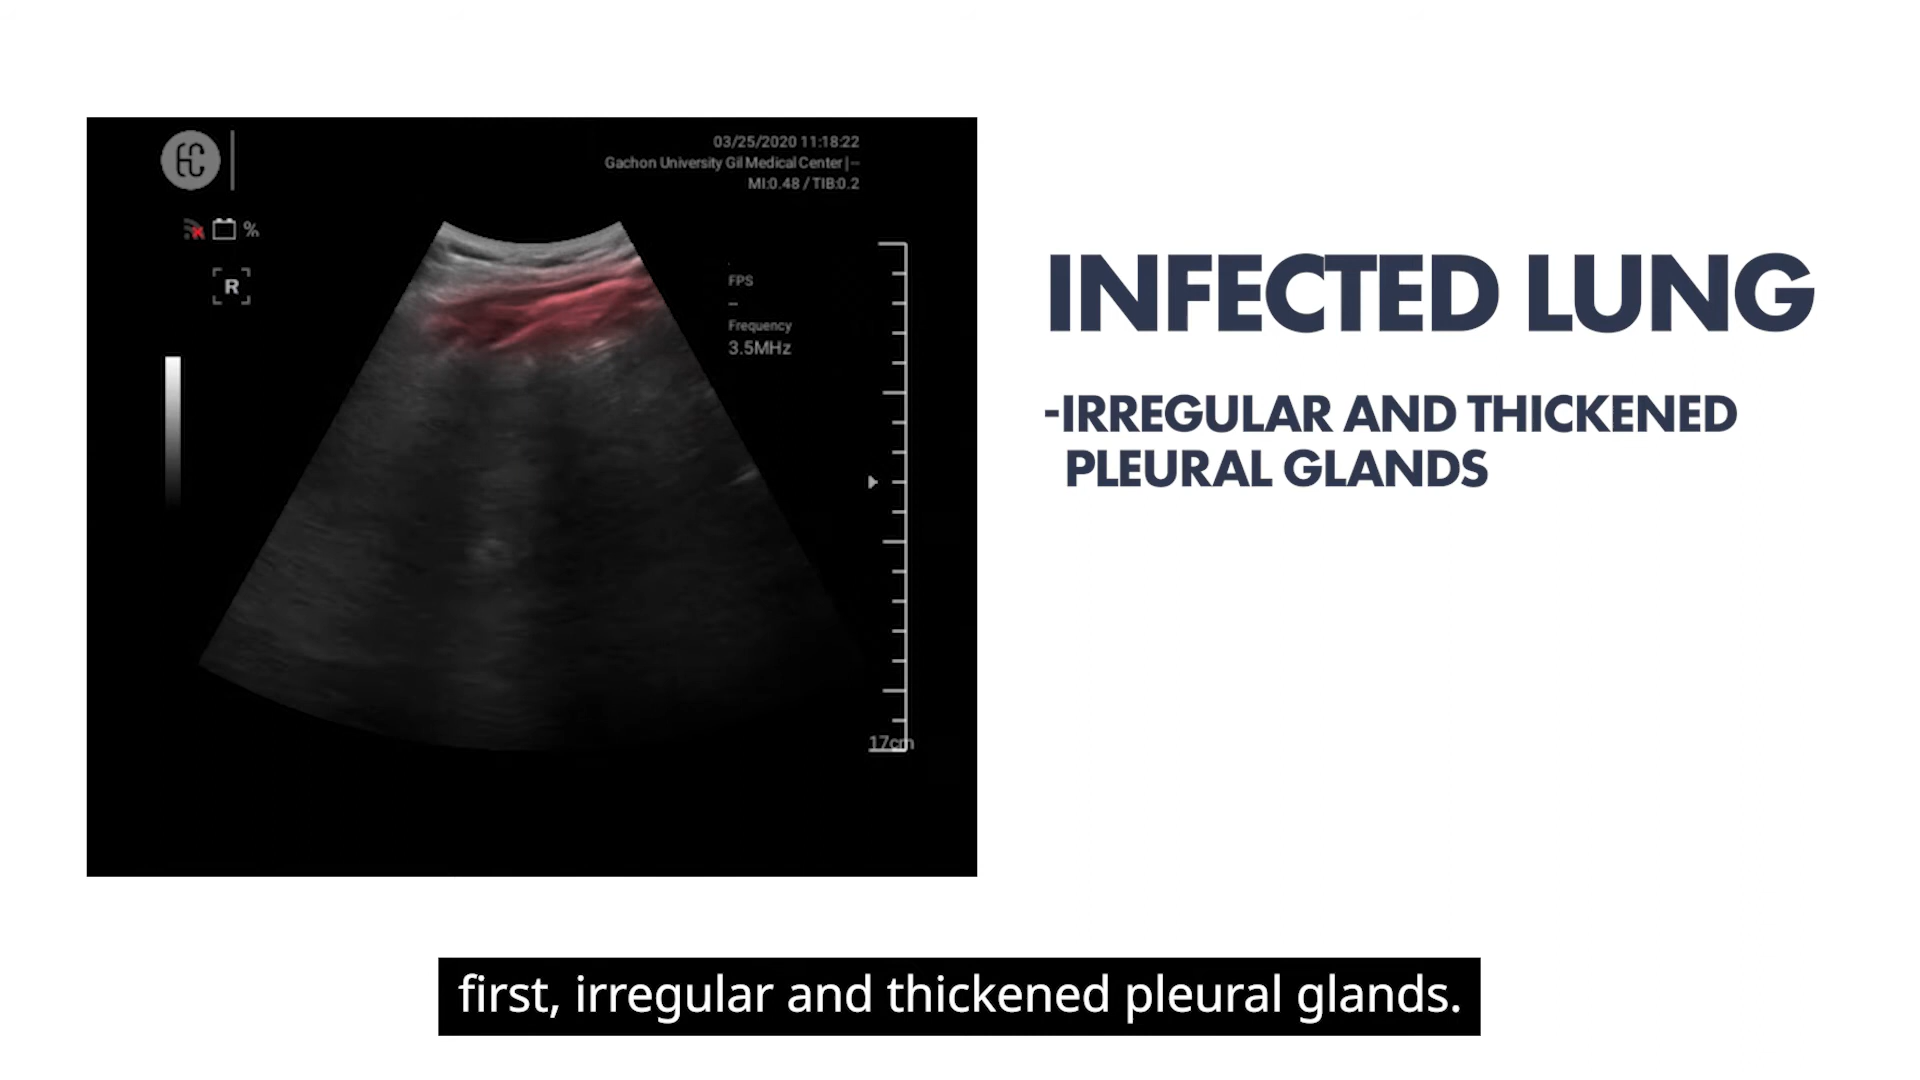 03/25/2020 11:18:22
Gachon University Gil Medical Center|--
MI:0.48 / TIB:0.2
%
R
FPS
--
Frequency
3.5MHz
17cm
INFECTED LUNG
-IRREGULAR AND THICKENED
PLEURAL GLANDS
first, irregular and thickened pleural glands.